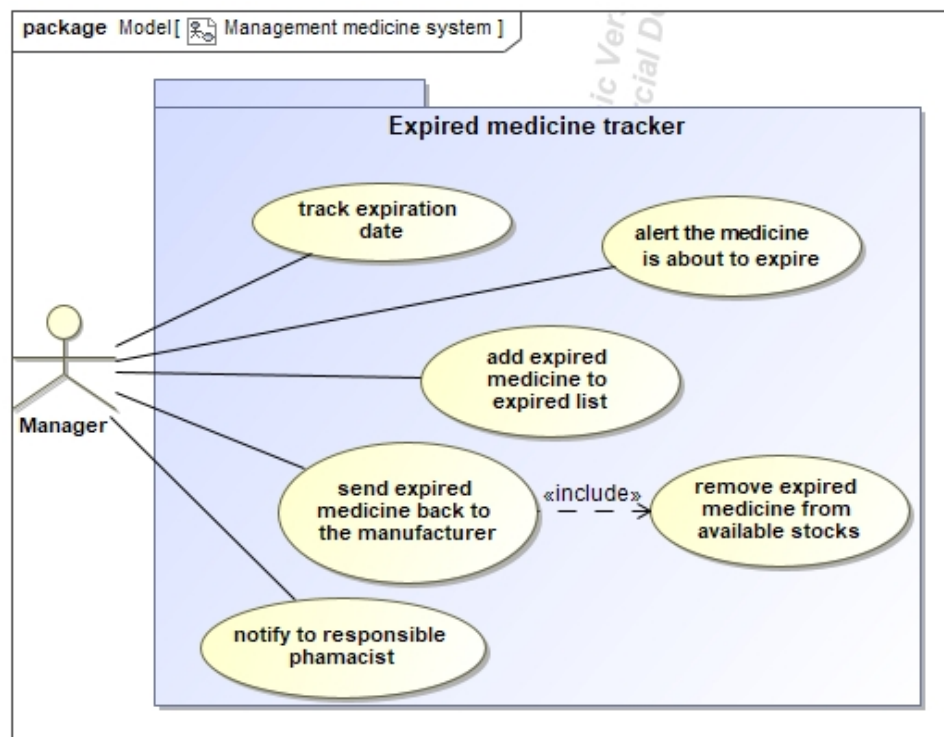 package Model[ Management medicine system ]
Expired medicine tracker
track expiration
date
alert the medicine
is about to expire
add expired
medicine to
expired list
Manager
send expired
medicine back to
the manufacturer
«include»
remove expired
medicine from
available stocks
notify to responsible
phamacist